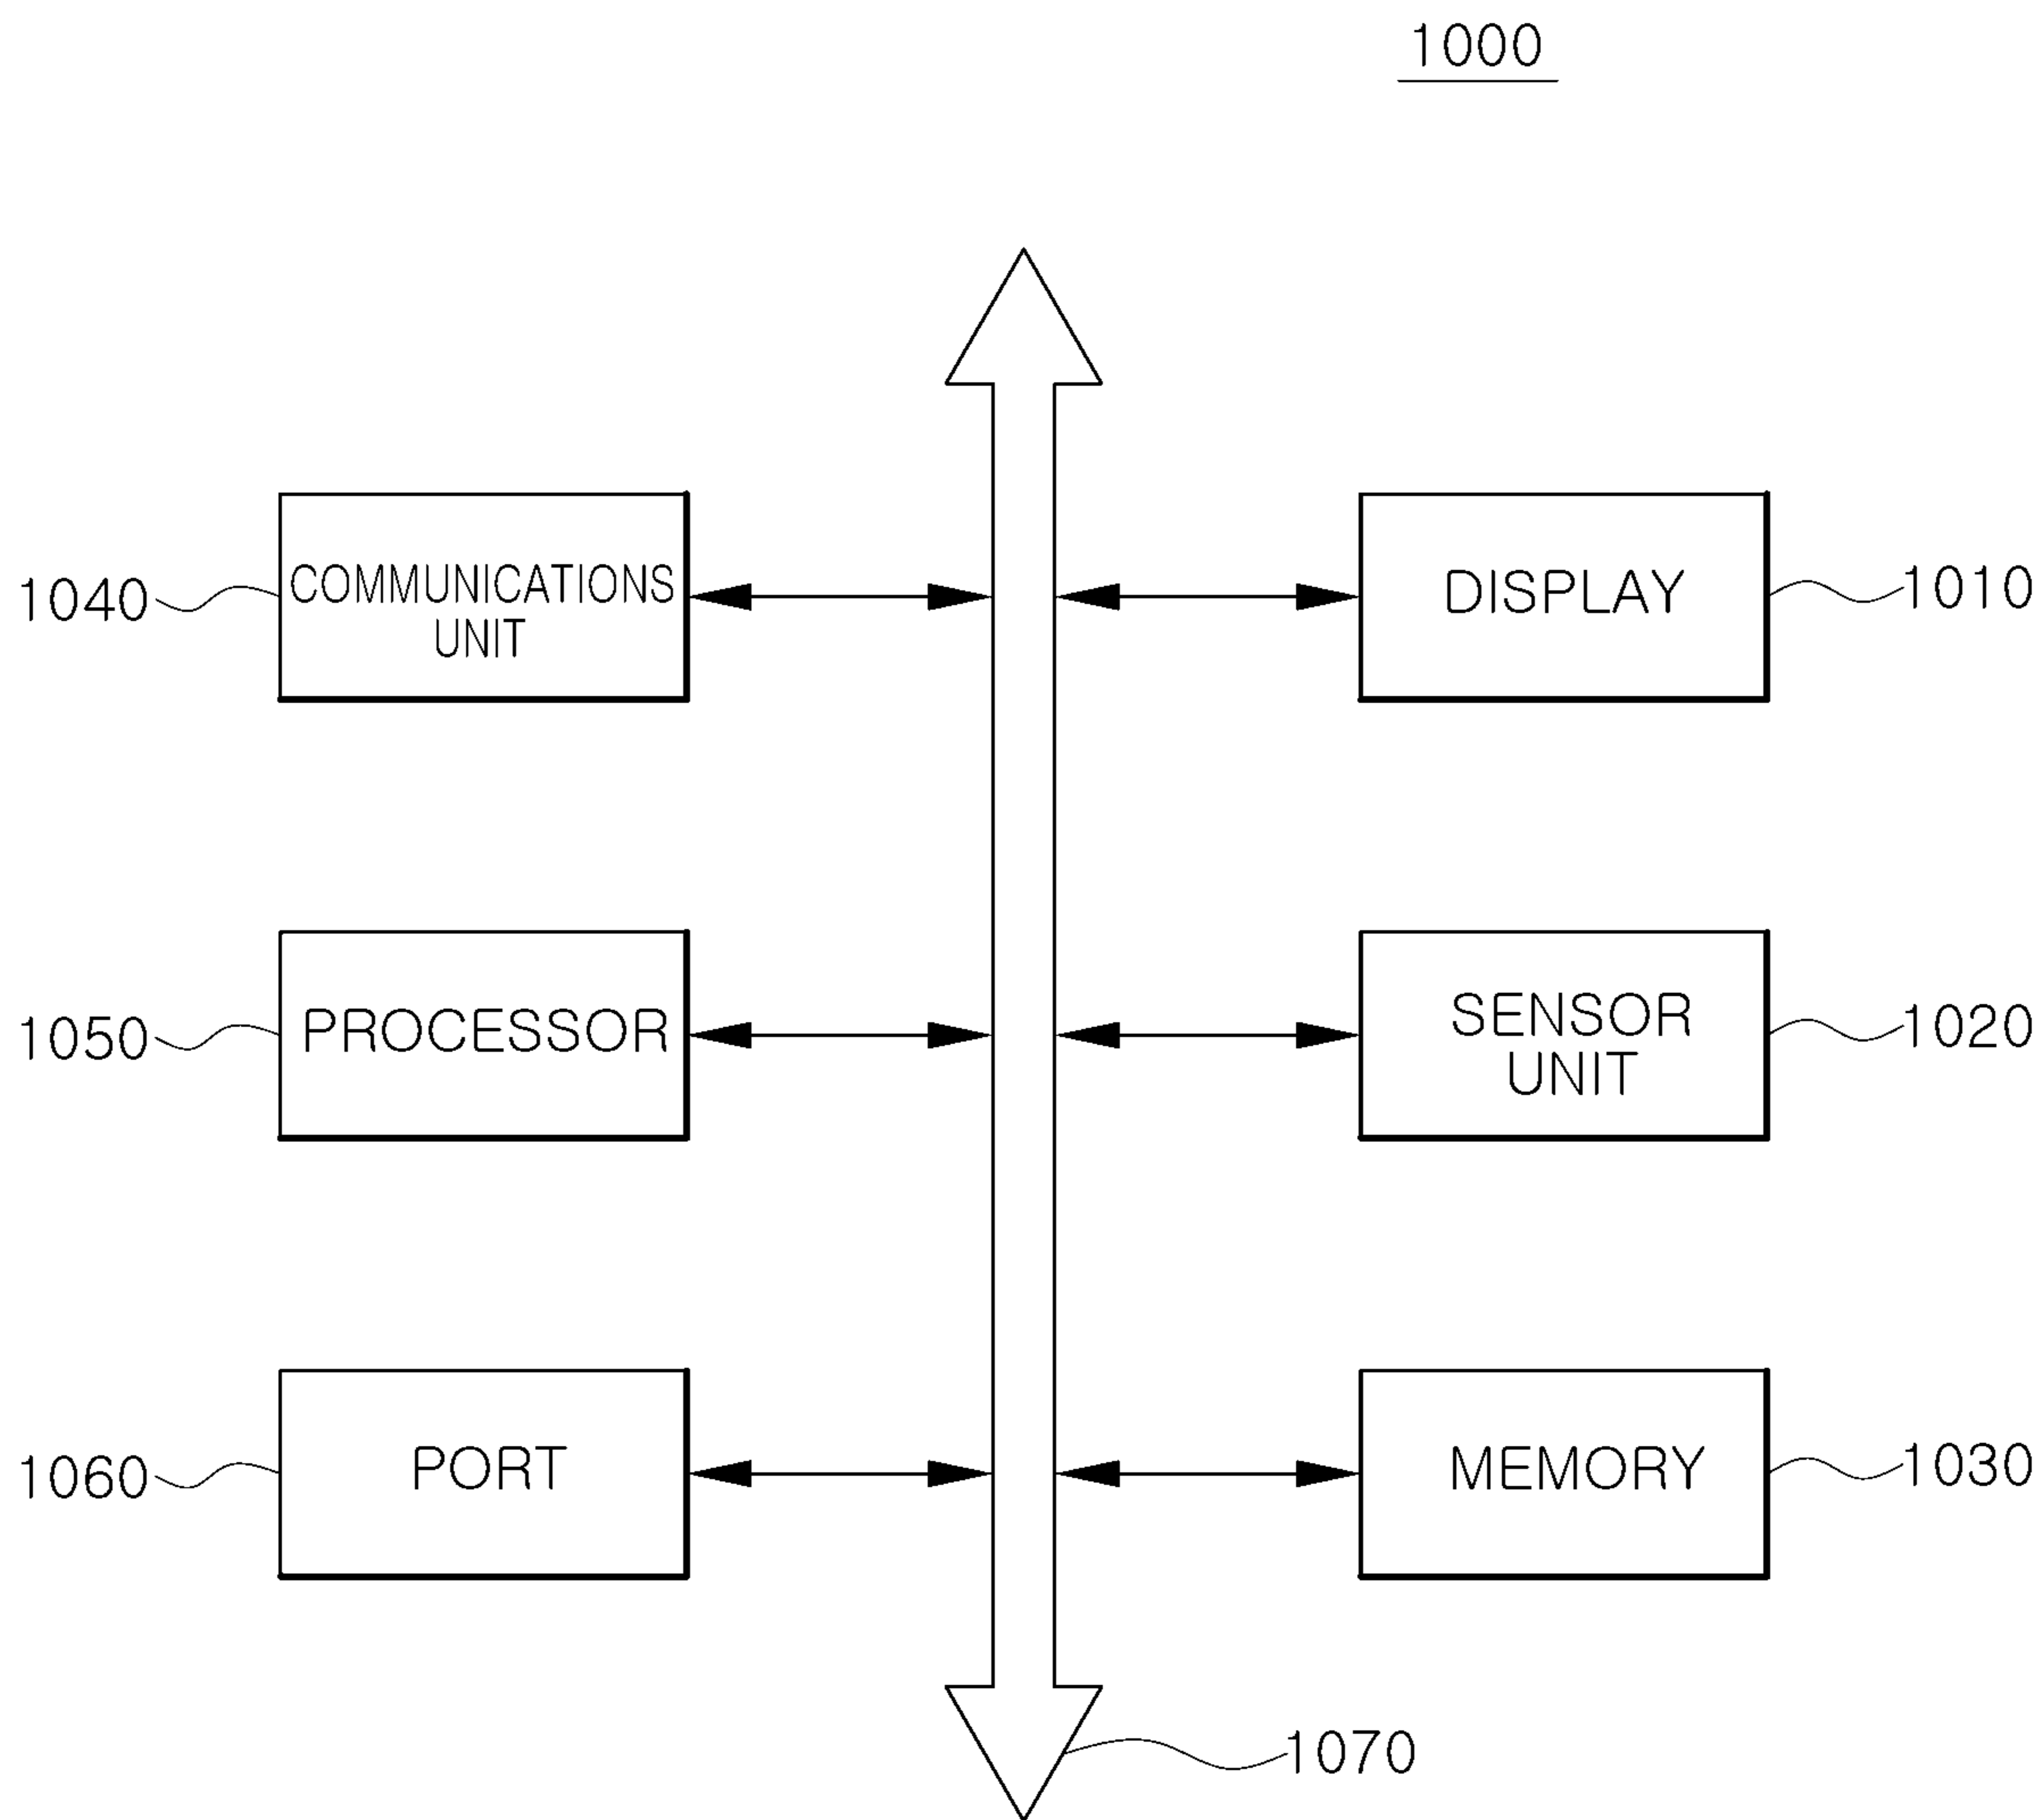 1000
COMMUNICATIONS
UNIT
1040
DISPLAY
1010
PROCESSOR
1050
SENSOR
UNIT
1020
PORT
1060
MEMORY
1030
1070